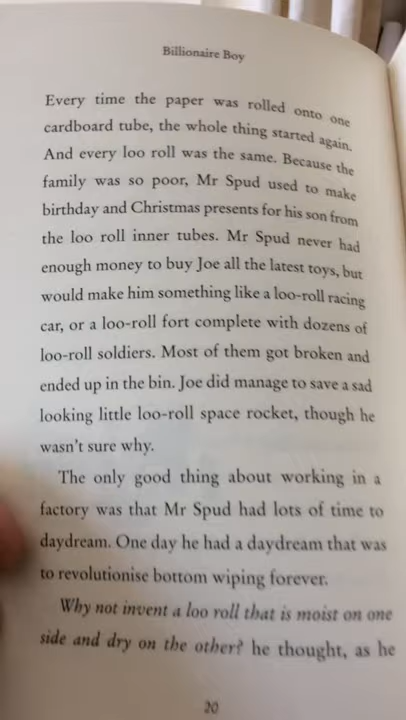 Billionaire Boy
Every time the paper was rolled onto one
cardboard tube, the whole thing started again.
And every loo roll was the same. Because the
family was so poor, Mr Spud used to make
birthday and Christmas presents for his son from
the loo roll inner tubes. Mr Spud never had
enough money to buy Joe all the latest toys, but
would make him something like a loo-roll racing
car, or a loo-roll fort complete with dozens of
loo-roll soldiers. Most of them got broken and
ended up in the bin. Joe did manage to save a sad
looking little loo-roll space rocket, though he
wasn't sure why.
The only good thing about working in a
factory was that Mr Spud had lots of time to
daydream. One day he had a daydream that was
to revolutionise bottom wiping forever.
Why not invent a loo roll that is moist on one
side and dry on the other? he thought, as he
20